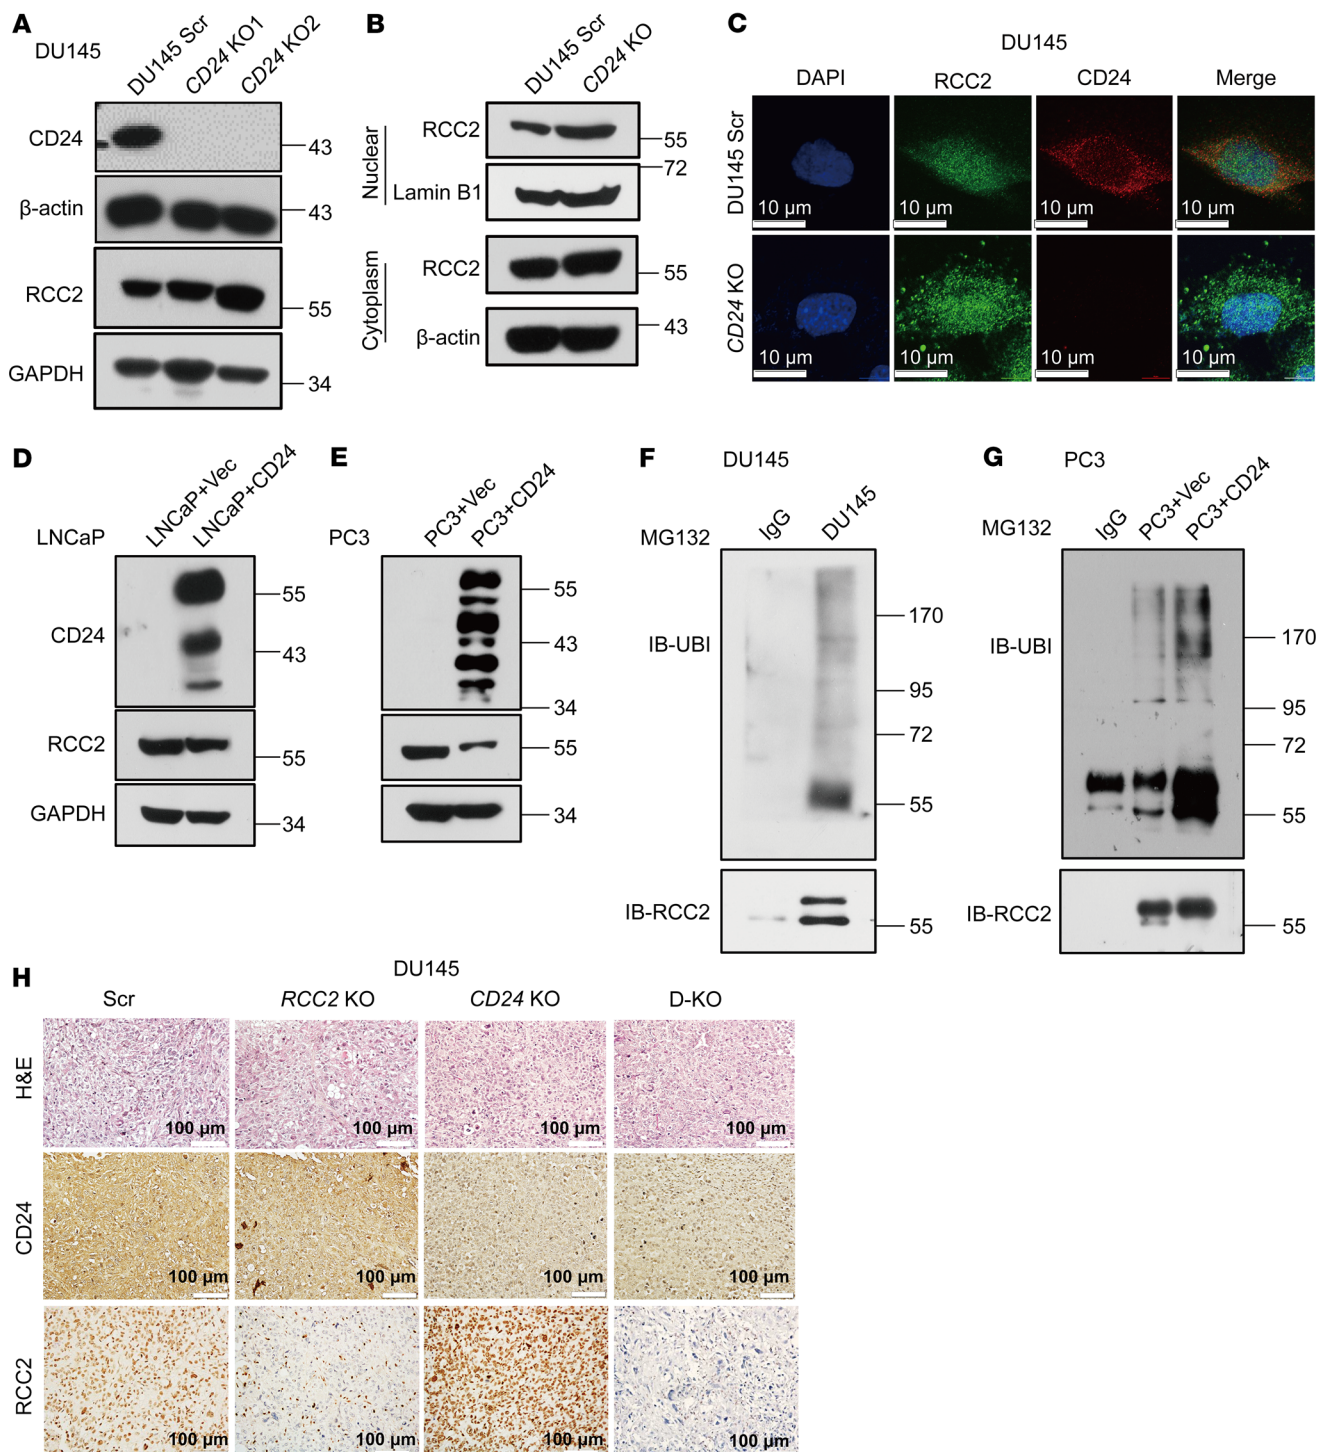 A
DU145
DU145 Scr
CD24 KO1
CD24 KO2
CD24
43
β-actin
43
RCC2
55
GAPDH
34
B
DU145 Scr
CD24 KO
Nuclear
RCC2
55
72
Lamin B1
Cytoplasm
RCC2
55
43
β-actin
C
DU145
DAPI
RCC2
CD24
Merge
DU145 Scr
10 µm
10 µm
10 µm
10 µm
CD24 KO
10 µm
10 µm
10 µm
10 µm
D
LNCaP
LNCaP+Vec
LNCaP+CD24
CD24
55
43
RCC2
55
GAPDH
34
E
PC3
PC3+Vec
PC3+CD24
55
43
34
55
34
F
DU145
MG132
IgG
DU145
IB-UBI
170
95
72
55
IB-RCC2
55
G
PC3
MG132
IgG
PC3+Vec
PC3+CD24
IB-UBI
170
95
72
55
IB-RCC2
55
H
DU145
Scr
RCC2 KO
CD24 KO
D-KO
H&E
100 µm
100 µm
100 µm
100 µm
CD24
100 µm
100 µm
100 µm
100 µm
RCC2
100 µm
100 µm
100 µm
100 µm